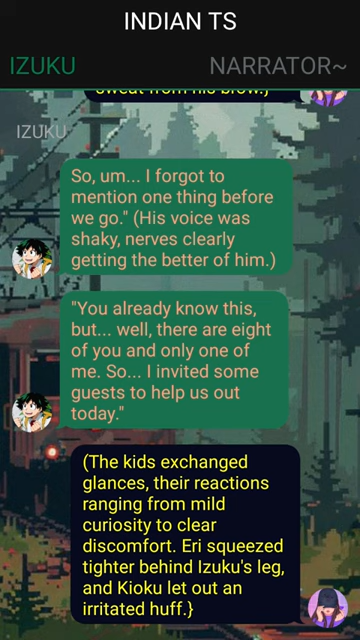 INDIAN TS
IZUKU NARRATOR~
sweat from his brow.}
IZUKU
So, um... I forgot to
mention one thing before
we go." (His voice was
shaky, nerves clearly
getting the better of him.)
"You already know this,
but... well, there are eight
of you and only one of
me. So... I invited some
guests to help us out
today."
(The kids exchanged
glances, their reactions
ranging from mild
curiosity to clear
discomfort. Eri squeezed
tighter behind Izuku's leg,
and Kioku let out an
irritated huff.}